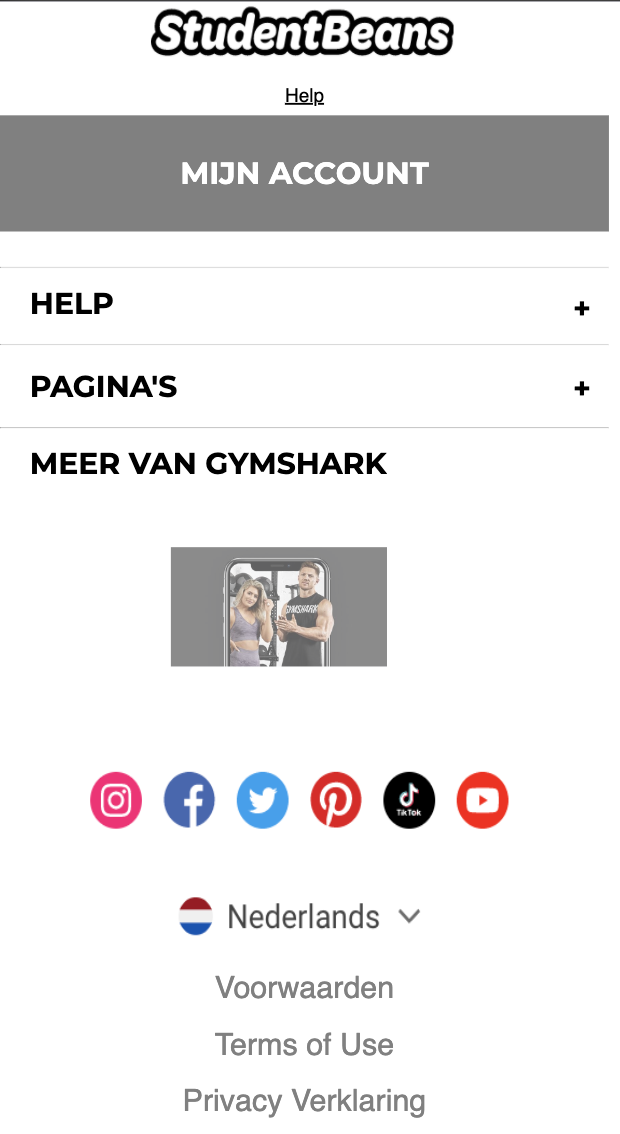 StudentBeans
Help
MIJN ACCOUNT
HELP +
PAGINA'S +
MEER VAN GYMSHARK
GYMSHARK
TikTok
Nederlands
Voorwaarden
Terms of Use
Privacy Verklaring